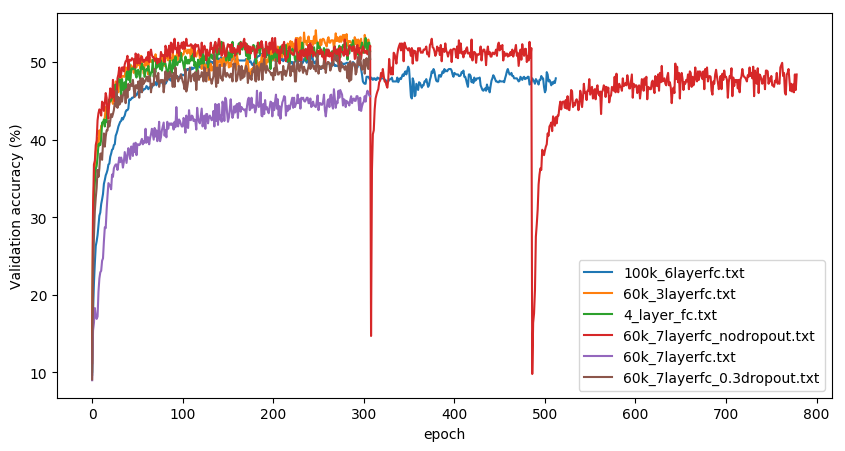 Validation accuracy (%)
50
40
30
20
10
0
100
200
300
400
500
600
700
800
epoch
100k_6layerfc.txt
60k_3layerfc.txt
4_layer_fc.txt
60k_7layerfc_nodropout.txt
60k_7layerfc.txt
60k_7layerfc_0.3dropout.txt